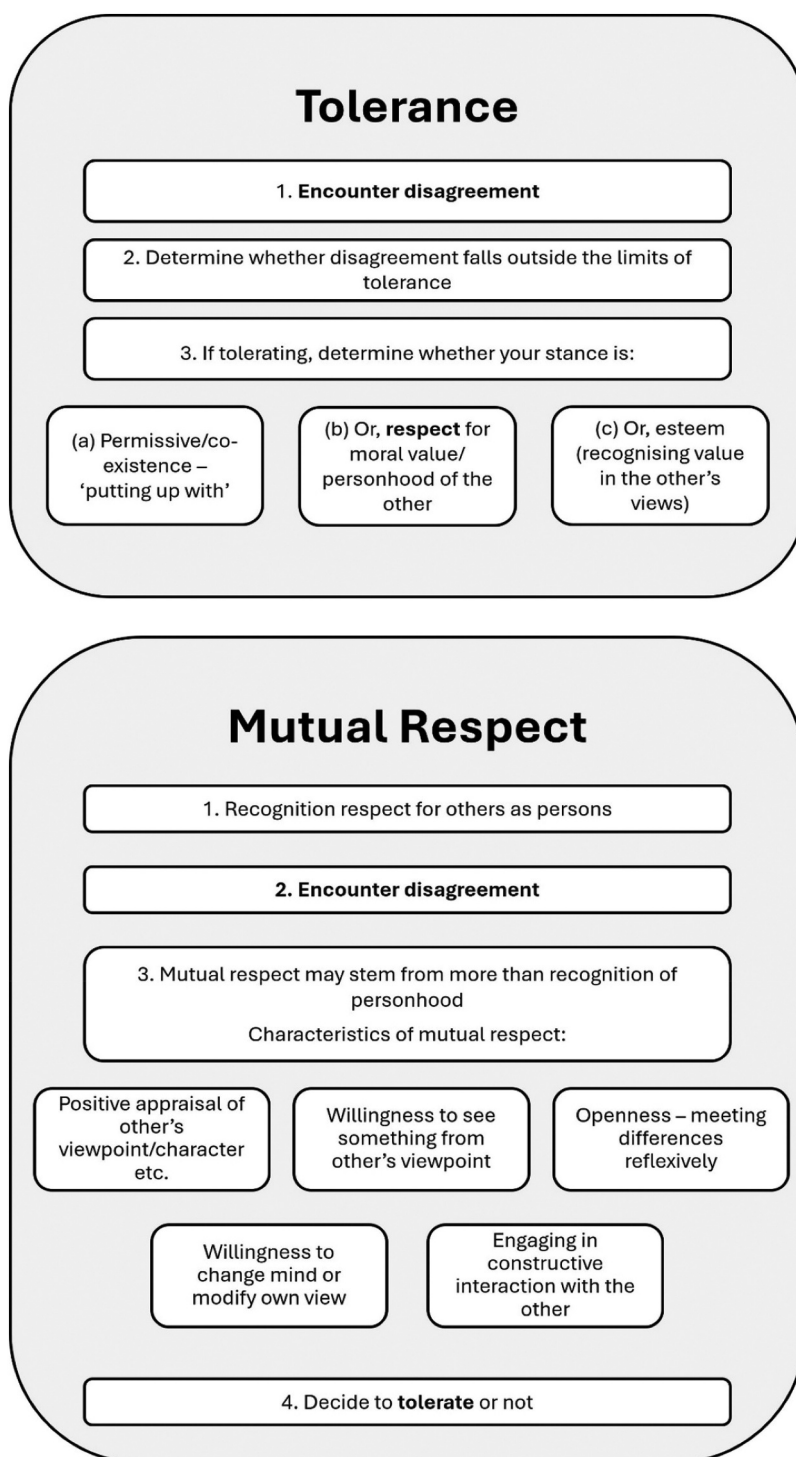 Tolerance
1. Encounter disagreement
2. Determine whether disagreement falls outside the limits of
tolerance
3. If tolerating, determine whether your stance is:
(a) Permissive/co-
existence –
‘putting up with’
(b) Or, respect for
moral value/
personhood of the
other
(c) Or, esteem
(recognising value
in the other’s
views)
Mutual Respect
1. Recognition respect for others as persons
2. Encounter disagreement
3. Mutual respect may stem from more than recognition of
personhood
Characteristics of mutual respect:
Positive appraisal of
other’s
viewpoint/character
etc.
Willingness to see
something from
other’s viewpoint
Openness – meeting
differences
reflexively
Willingness to
change mind or
modify own view
Engaging in
constructive
interaction with the
other
4. Decide to tolerate or not